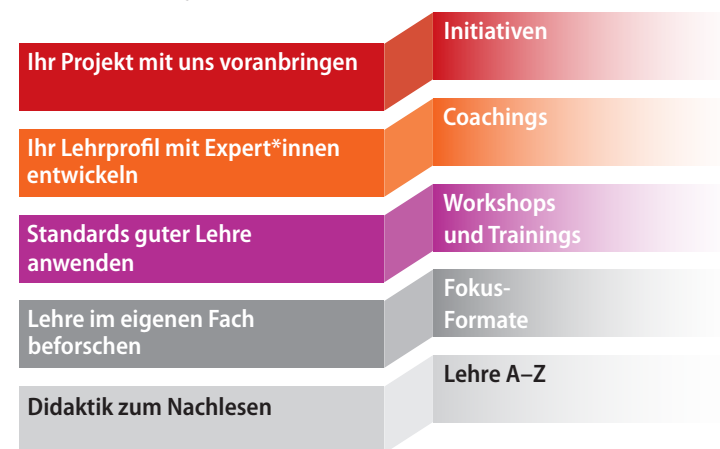 Ihr Projekt mit uns voranbringen
Initiativen
Ihr Lehrprofil mit Expert*innen
entwickeln
Coachings
Standards guter Lehre
anwenden
Workshops
und Trainings
Lehre im eigenen Fach
beforschen
Fokus-
Formate
Didaktik zum Nachlesen
Lehre A–Z